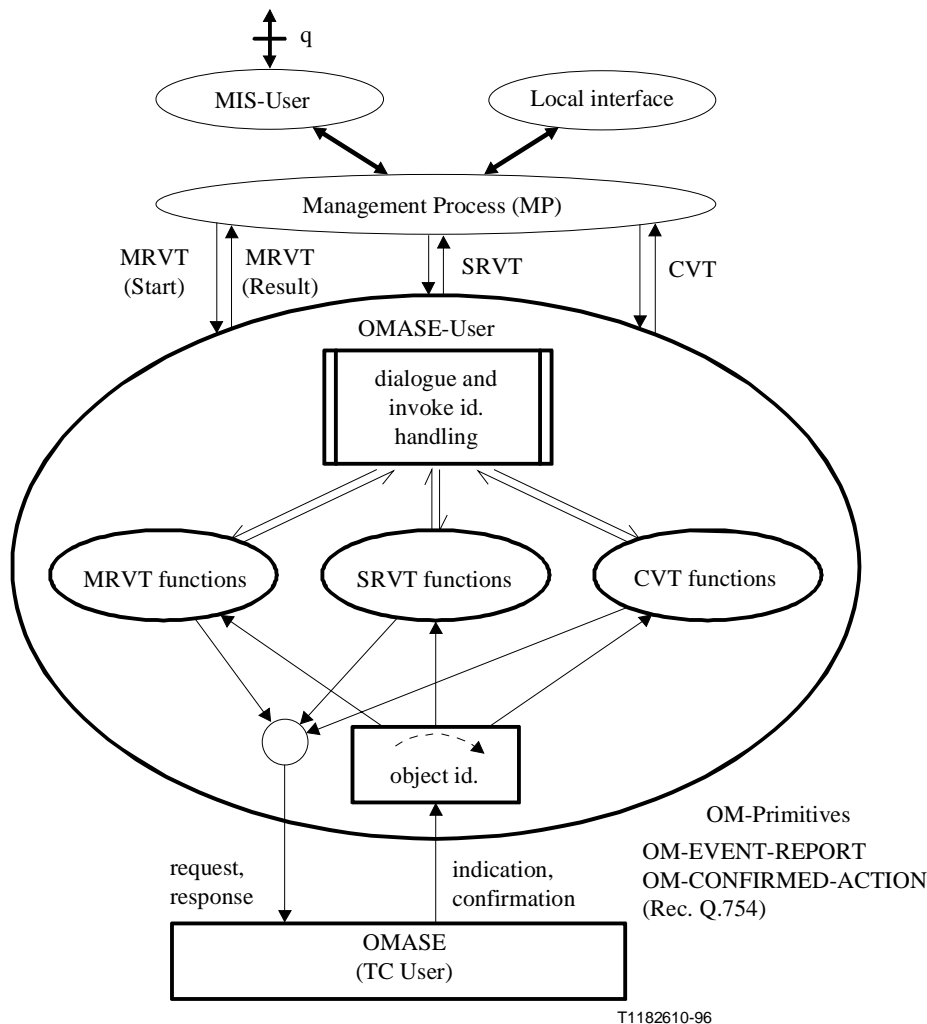 q
MIS-User
Local interface
Management Process (MP)
MRVT
(Start)
MRVT
(Result)
SRVT
CVT
OMASE-User
dialogue and
invoke id.
handling
MRVT functions
SRVT functions
CVT functions
object id.
OM-Primitives
OM-EVENT-REPORT
OM-CONFIRMED-ACTION
(Rec. Q.754)
request,
response
indication,
confirmation
OMASE
(TC User)
T1182610-96